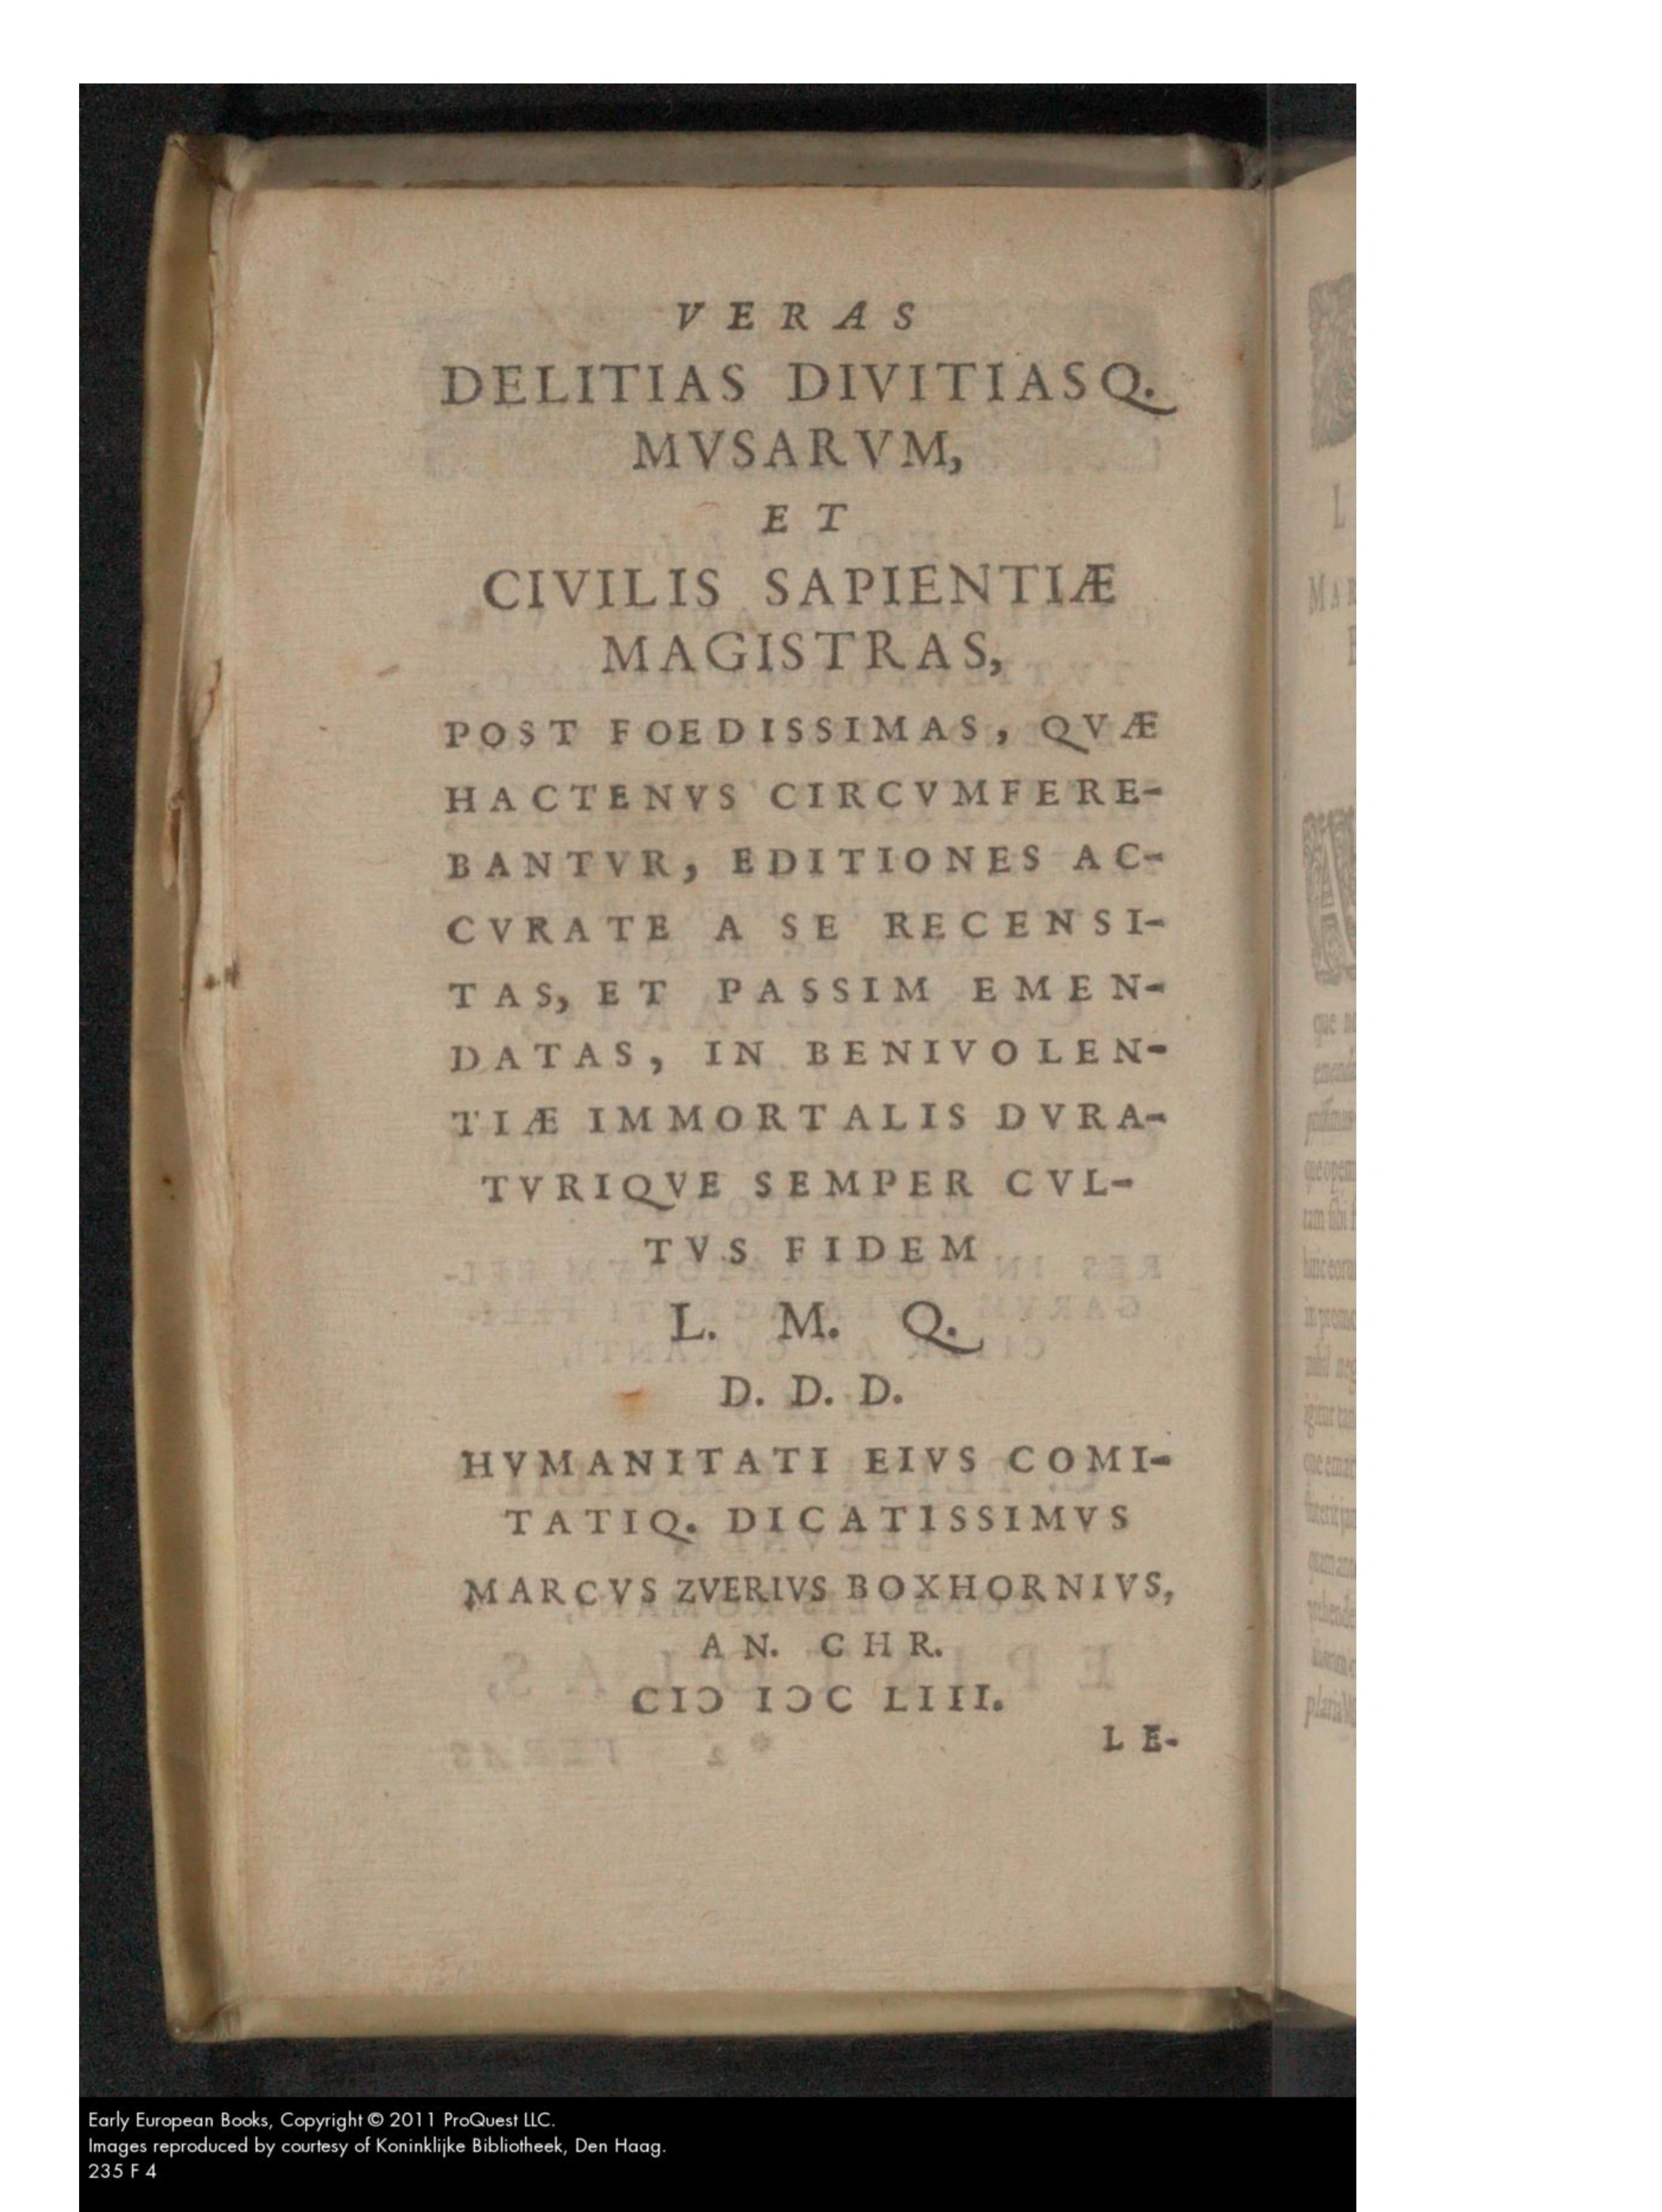 VERAS
DELITIAS DIVITIASQ.
MVSARVM,
ET
CIVILIS SAPIENTIÆ
MAGISTRAS,
POST FOEDISSIMAS, QVÆ
HACTENVS CIRCVMFERE-
BANTVR, EDITIONES AC-
CVRATE A SE RECENSI-
TAS, ET PASSIM EMEN-
DATAS, IN BENIVOLEN-
TIÆ IMMORTALIS DVRA-
TVRIQVE SEMPER CVL-
TVS FIDEM
L. M. Q.
D. D. D.
HVMANITATI EIVS COMI-
TATIQ. DICATISSIMVS
MARCVS ZVERIVS BOXHORNIVS,
AN. CHR.
CIƆ IƆC LIII.
LE-
Early European Books, Copyright © 2011 ProQuest LLC.
Images reproduced by courtesy of Koninklijke Bibliotheek, Den Haag.
235 F 4